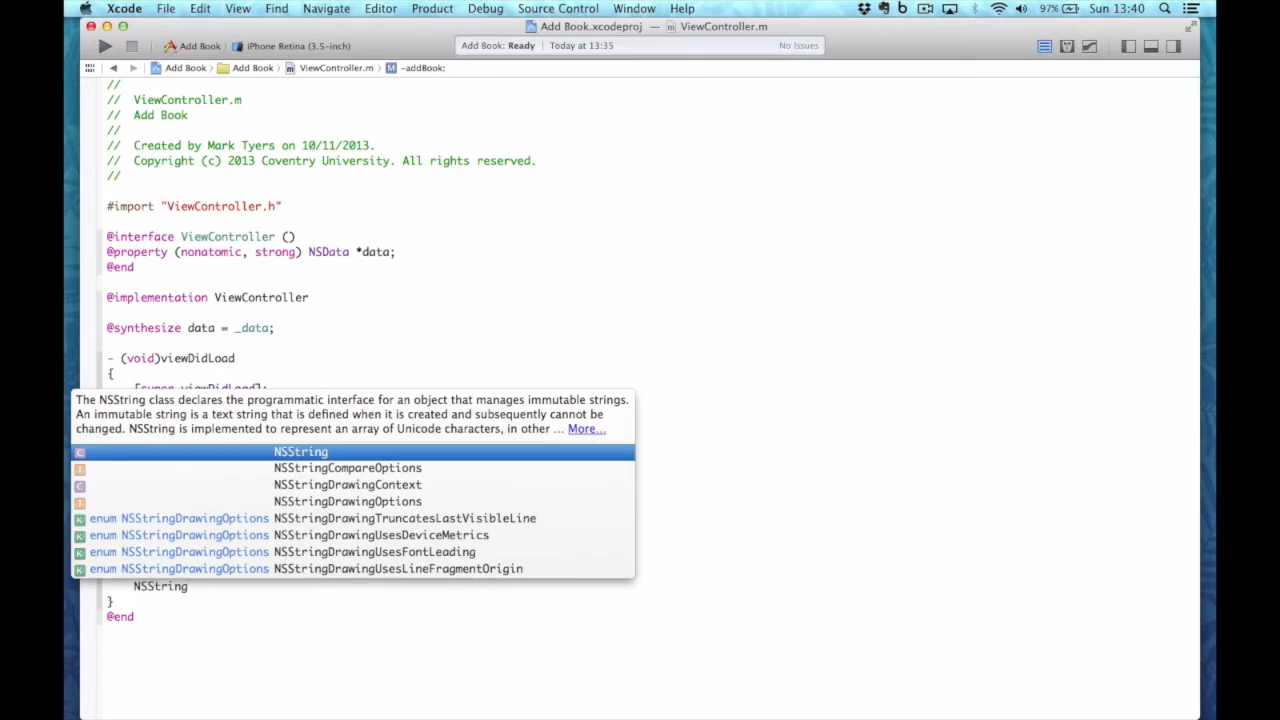 Xcode File Edit View Find Navigate Editor Product Debug Source Control Window Help 97% Sun 13:40
Add Book.xcodeproj — ViewController.m
Add Book iPhone Retina (3.5-inch) Add Book: Ready Today at 13:35 No Issues
Add Book Add Book ViewController.m M -addBook:
//
// ViewController.m
// Add Book
//
// Created by Mark Tyers on 10/11/2013.
// Copyright (c) 2013 Coventry University. All rights reserved.
//
#import "ViewController.h"
@interface ViewController ()
@property (nonatomic, strong) NSData *data;
@end
@implementation ViewController
@synthesize data = _data;
- (void)viewDidLoad
{
[super viewDidLoad];
The NSString class declares the programmatic interface for an object that manages immutable strings.
An immutable string is a text string that is defined when it is created and subsequently cannot be
changed. NSString is implemented to represent an array of Unicode characters, in other ... More...
C NSString
T NSStringCompareOptions
C NSStringDrawingContext
T NSStringDrawingOptions
K enum NSStringDrawingOptions NSStringDrawingTruncatesLastVisibleLine
K enum NSStringDrawingOptions NSStringDrawingUsesDeviceMetrics
K enum NSStringDrawingOptions NSStringDrawingUsesFontLeading
K enum NSStringDrawingOptions NSStringDrawingUsesLineFragmentOrigin
NSString
}
@end